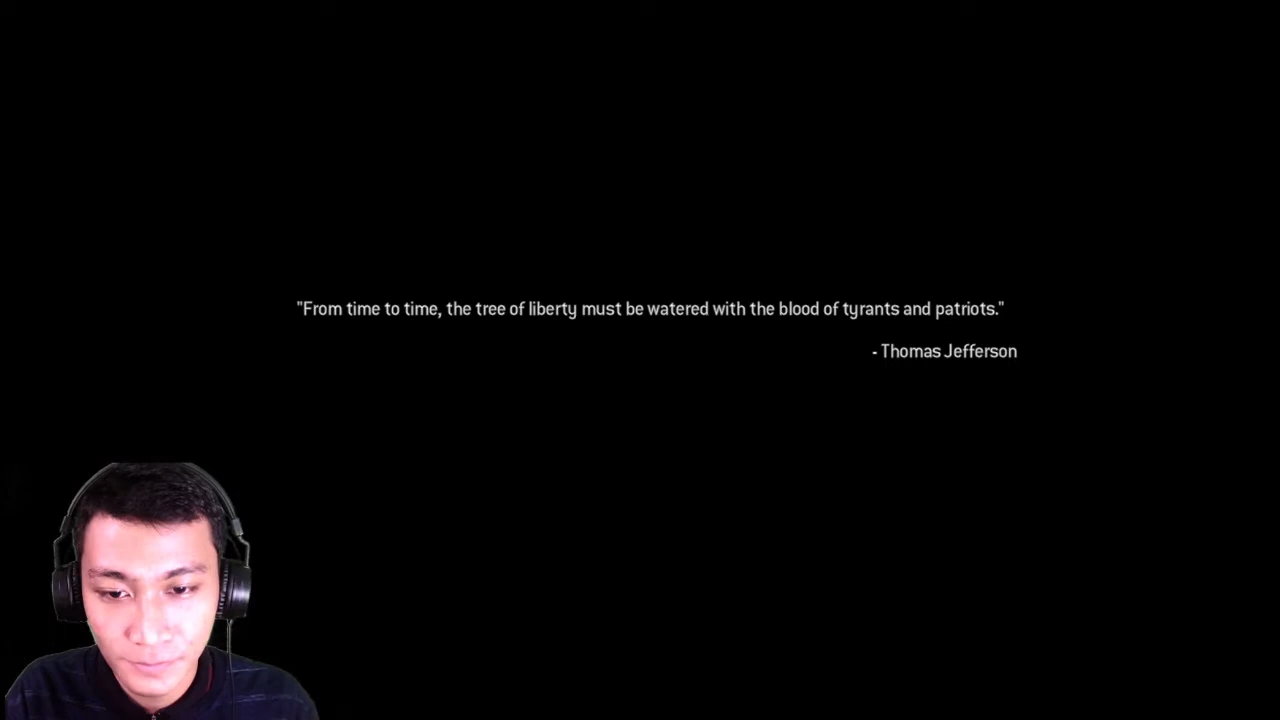 "From time to time, the tree of liberty must be watered with the blood of tyrants and patriots."
- Thomas Jefferson